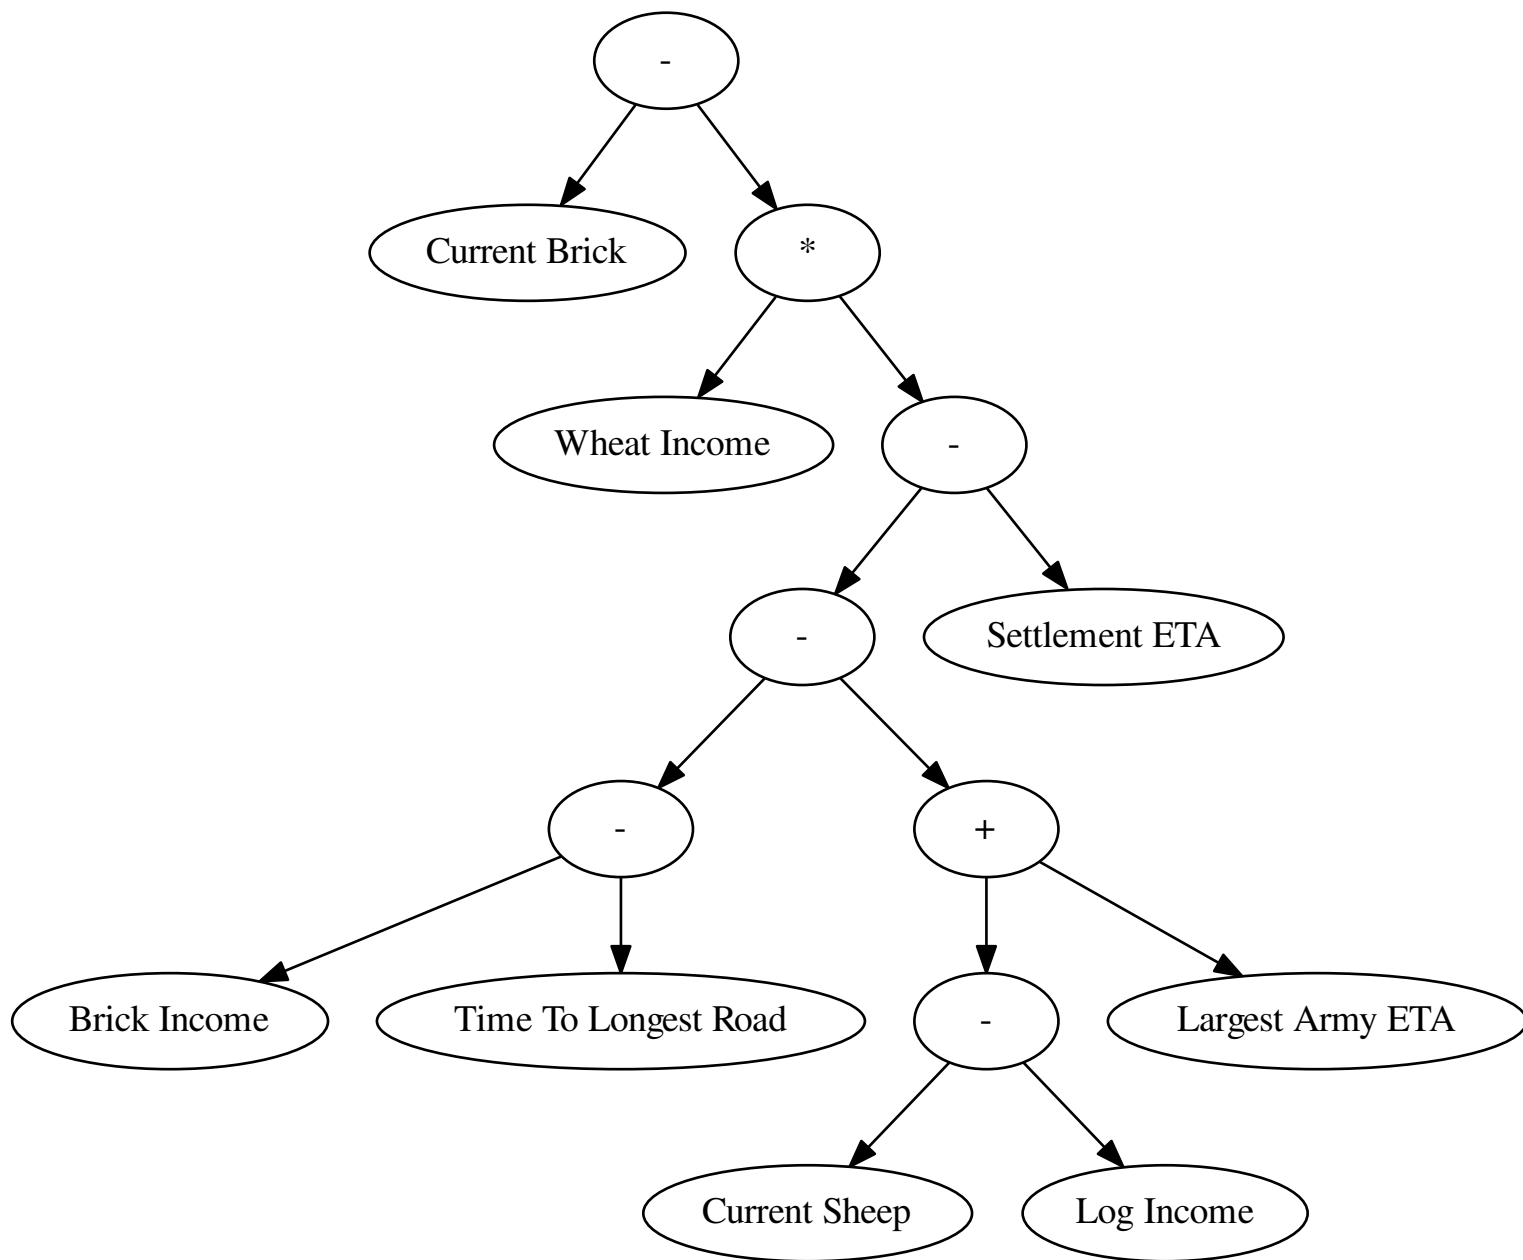 -
Current Brick
*
Wheat Income
-
-
Settlement ETA
-
+
Brick Income
Time To Longest Road
-
Largest Army ETA
Current Sheep
Log Income